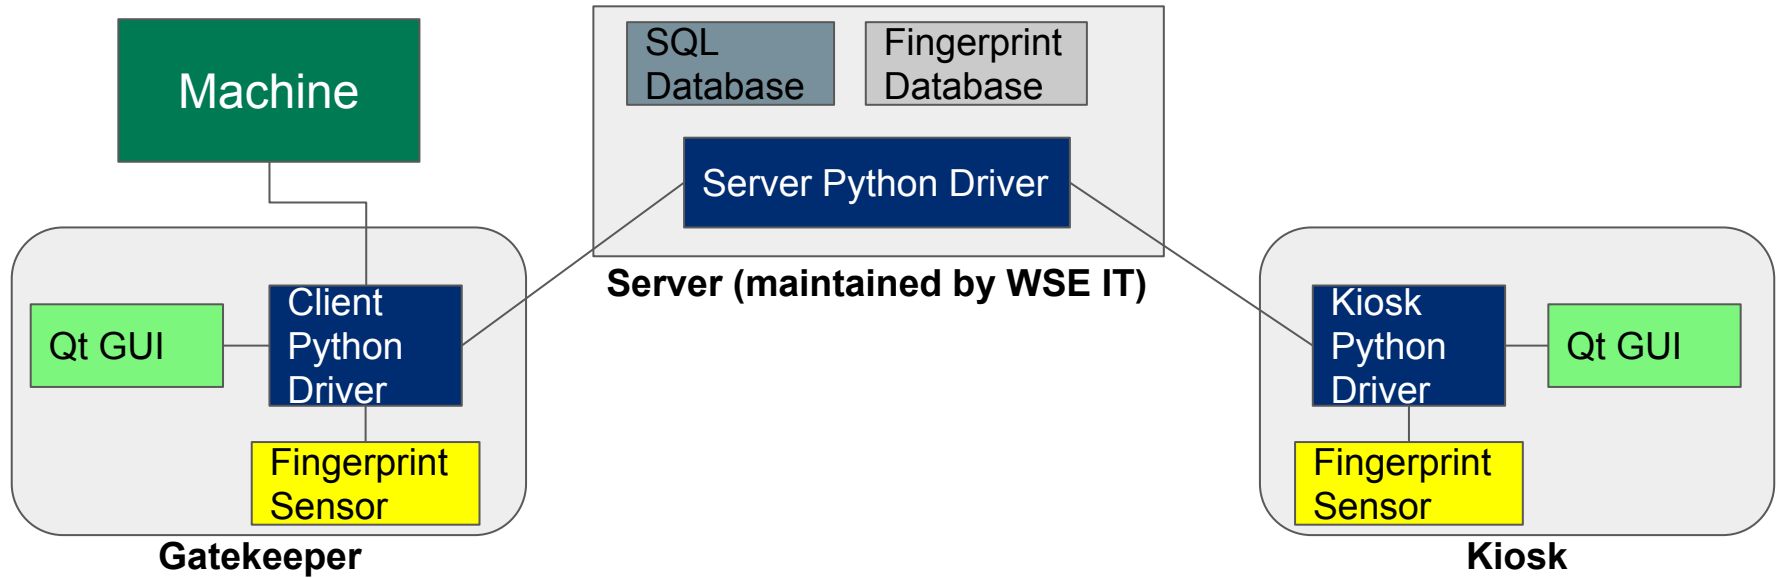 Machine
SQL
Database
Fingerprint
Database
Server Python Driver
Server (maintained by WSE IT)
Qt GUI
Client
Python
Driver
Fingerprint
Sensor
Gatekeeper
Kiosk
Python
Driver
Qt GUI
Fingerprint
Sensor
Kiosk